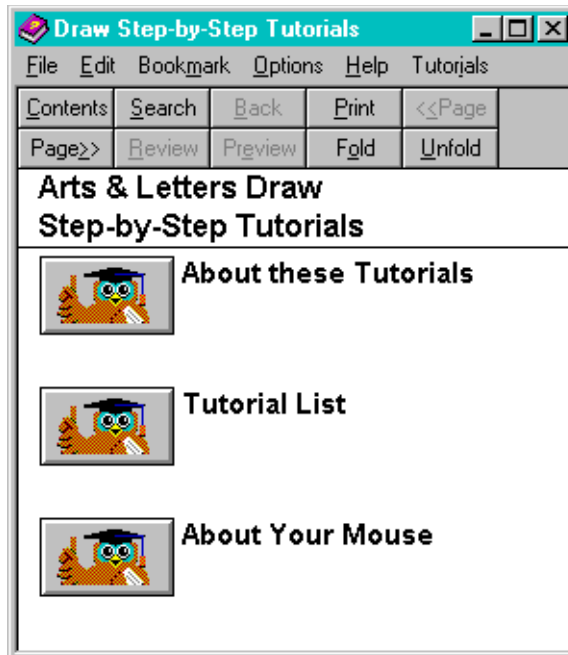 Draw Step-by-Step Tutorials
File Edit Bookmark Options Help Tutorials
Contents Search Back Print <<Page
Page>> Review Preview Fold Unfold
Arts & Letters Draw
Step-by-Step Tutorials
About these Tutorials
Tutorial List
About Your Mouse